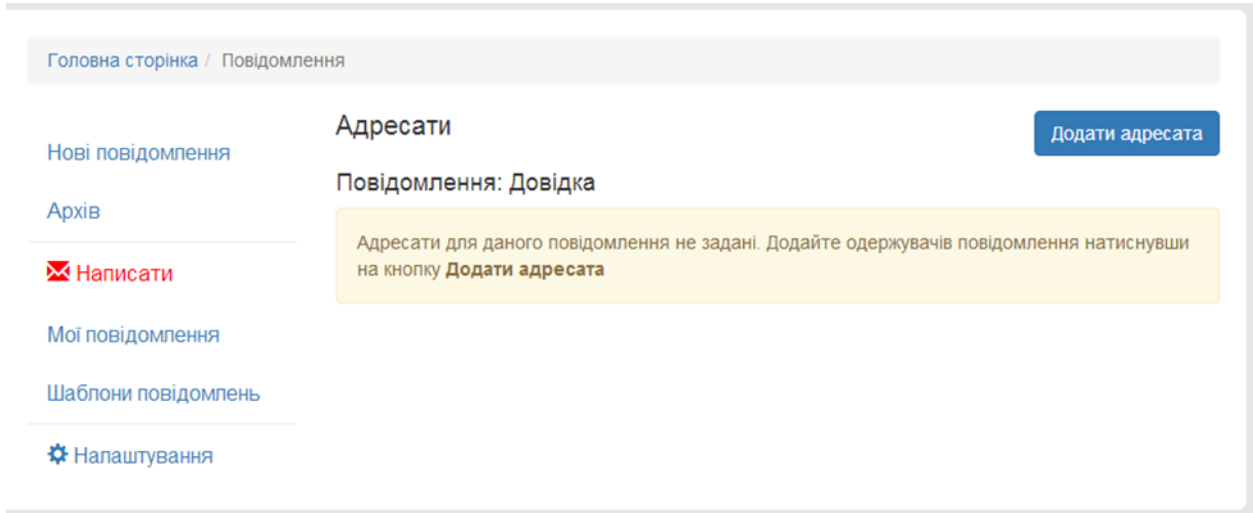 Головна сторінка / Повідомлення
Адресати
Додати адресата
Нові повідомлення
Повідомлення: Довідка
Архів
Адресати для даного повідомлення не задані. Додайте одержувачів повідомлення натиснувши
на кнопку Додати адресата
Написати
Мої повідомлення
Шаблони повідомлень
Налаштування